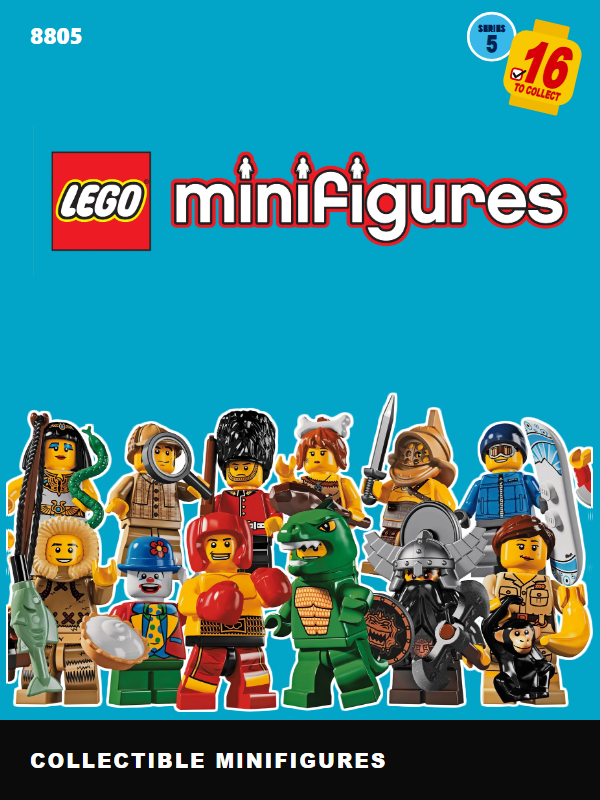 8805
SERIES
5
16
TO COLLECT
LEGO
minifigures
COLLECTIBLE MINIFIGURES